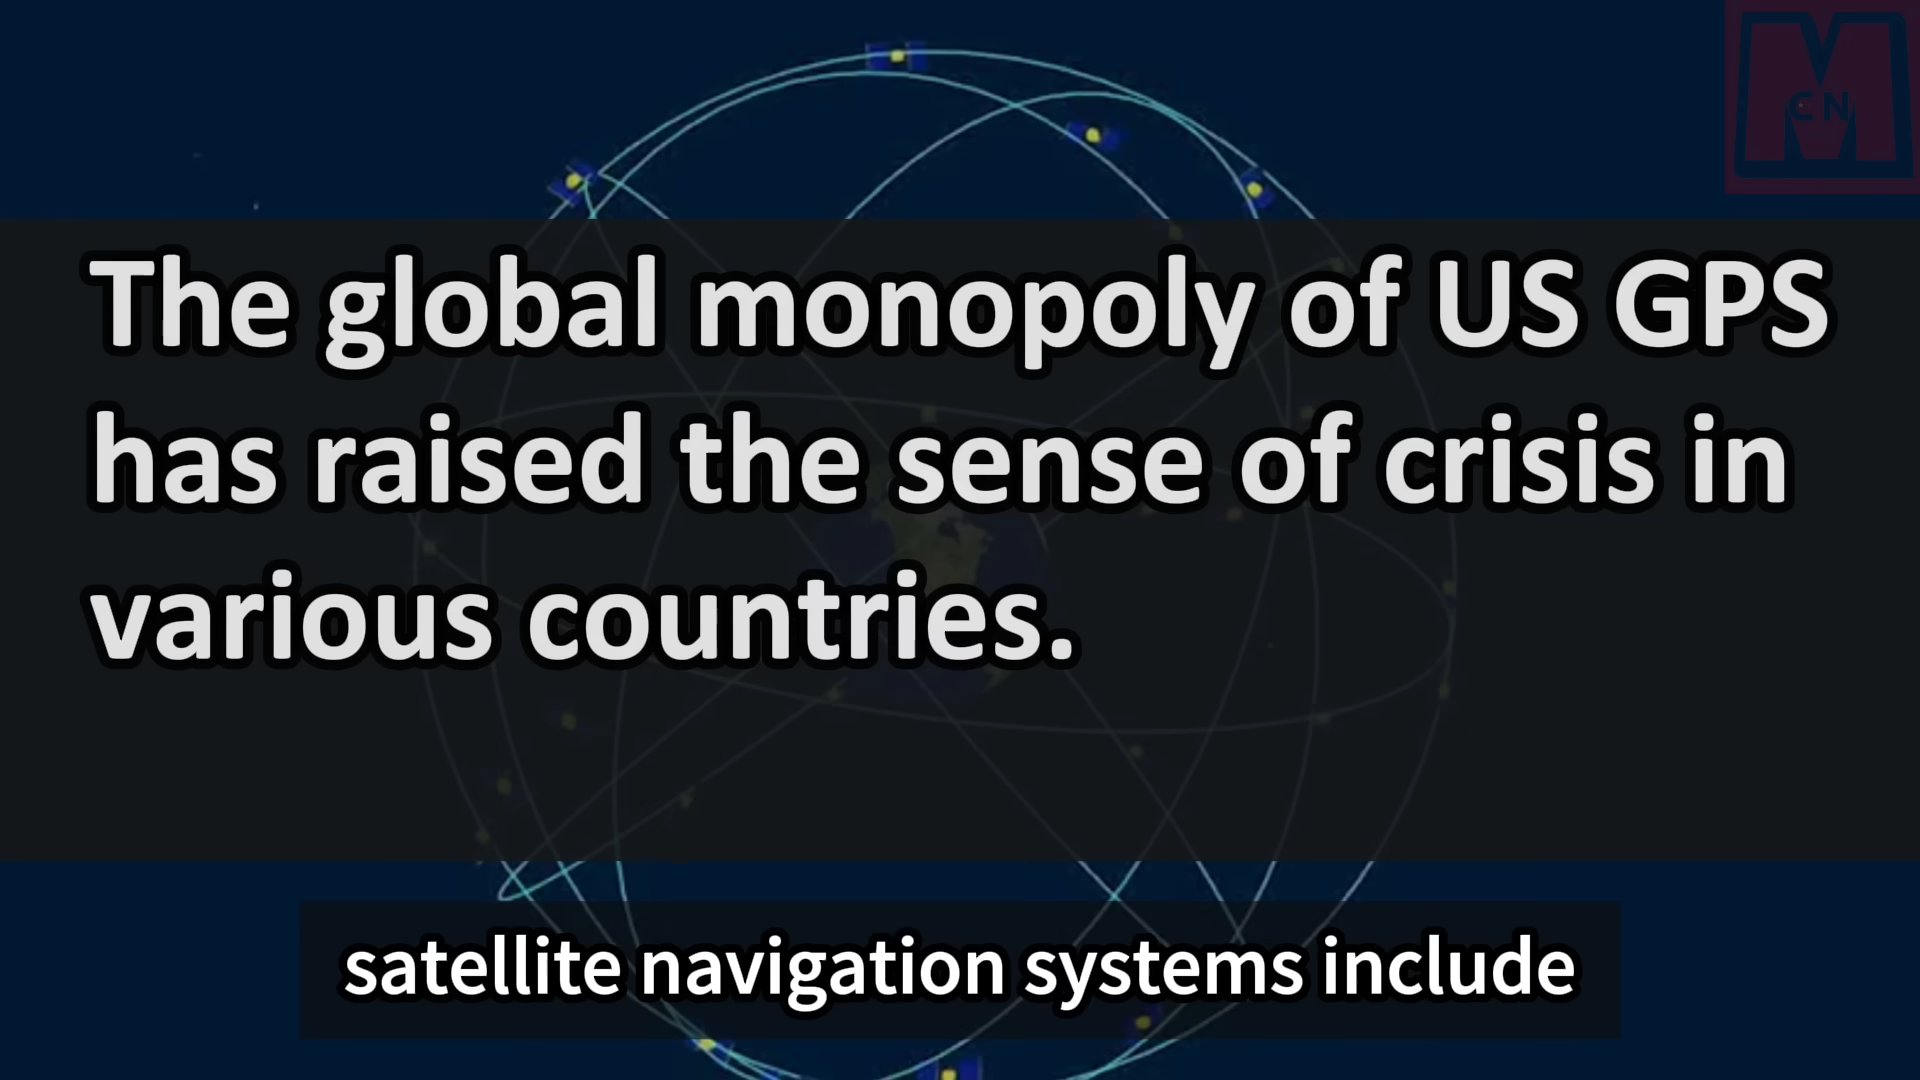 M
CN
The global monopoly of US GPS
has raised the sense of crisis in
various countries.
satellite navigation systems include